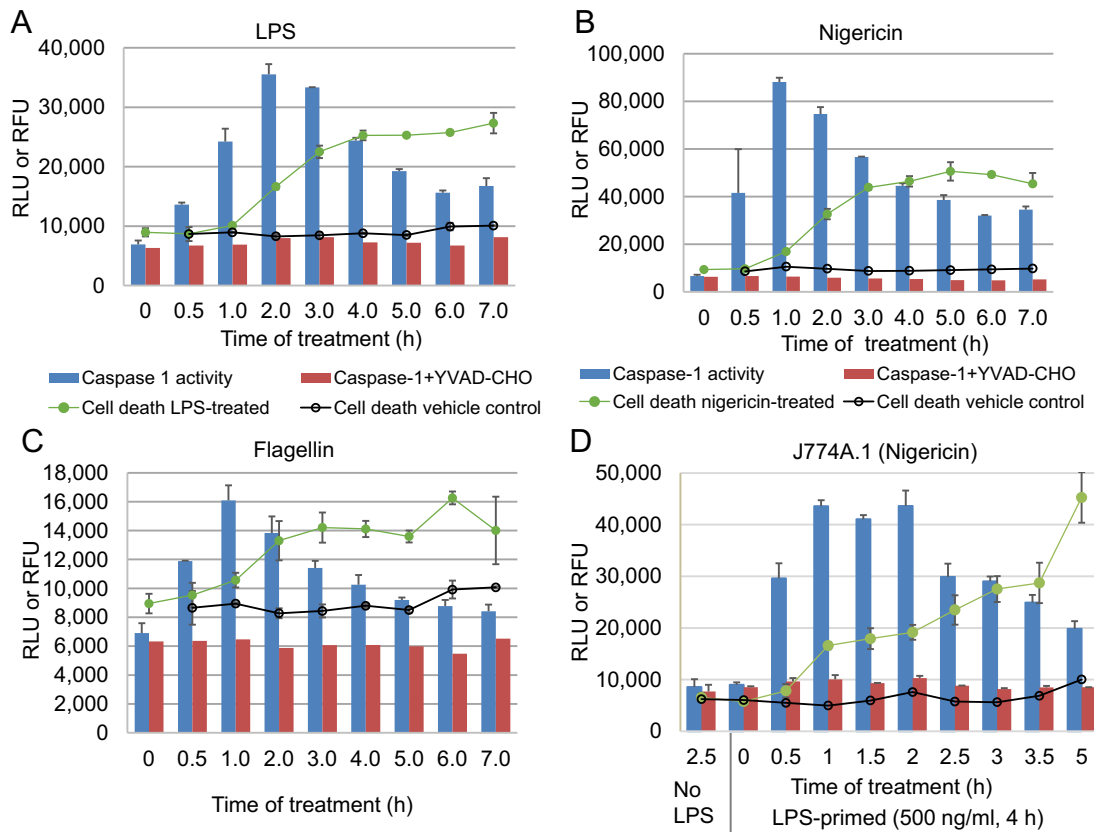 A
LPS
RLU or RFU
40,000
30,000
20,000
10,000
0
0 0.5 1.0 2.0 3.0 4.0 5.0 6.0 7.0
Time of treatment (h)
Caspase 1 activity
Caspase-1+YVAD-CHO
Cell death LPS-treated
Cell death vehicle control
B
Nigericin
RLU or RFU
100,000
80,000
60,000
40,000
20,000
0
0 0.5 1.0 2.0 3.0 4.0 5.0 6.0 7.0
Time of treatment (h)
Caspase-1 activity
Caspase-1+YVAD-CHO
Cell death nigericin-treated
Cell death vehicle control
C
Flagellin
RLU or RFU
18,000
16,000
14,000
12,000
10,000
8,000
6,000
4,000
2,000
0
0 0.5 1.0 2.0 3.0 4.0 5.0 6.0 7.0
Time of treatment (h)
D
J774A.1 (Nigericin)
RLU or RFU
50,000
40,000
30,000
20,000
10,000
0
2.5 0 0.5 1 1.5 2 2.5 3 3.5 5
Time of treatment (h)
No
LPS
LPS-primed (500 ng/ml, 4 h)